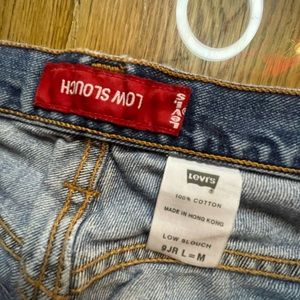 LOW SLOUCH
LEVI'S
Levi's
100% COTTON
MADE IN HONG KONG
LOW SLOUCH
9JR L=M